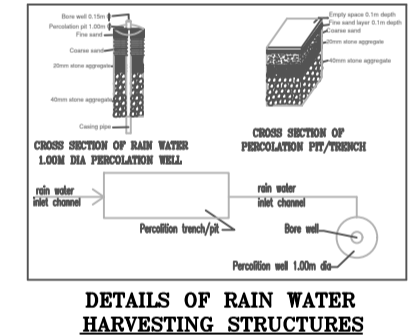 Bore well 0.15m
Percolation pit 1.00m
Fine sand
Coarse sand
20mm stone aggregate
40mm stone aggregate
Casing pipe
CROSS SECTION OF RAIN WATER
1.00M DIA PERCOLATION WELL
Empty space 0.1m depth
Fine sand layer 0.1m depth
Coarse sand
20mm stone aggregate
40mm stone aggregate
CROSS SECTION OF
PERCOLATION PIT/TRENCH
rain water
inlet channel
Percolition trench/pit
rain water
inlet channel
Bore well
Percolition well 1.00m dia
DETAILS OF RAIN WATER
HARVESTING STRUCTURES